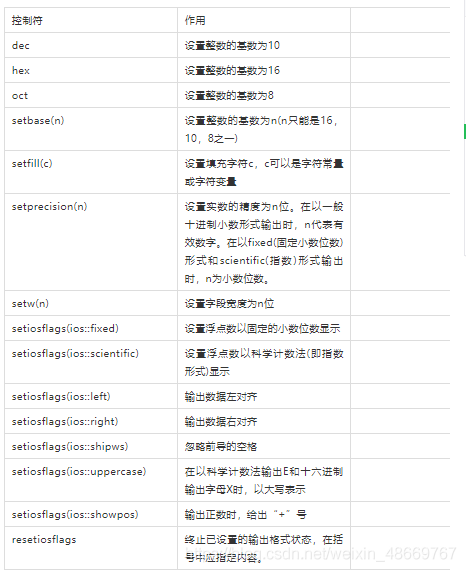 控制符 作用
dec 设置整数的基数为10
hex 设置整数的基数为16
oct 设置整数的基数为8
setbase(n) 设置整数的基数为n(n只能是16,
10,8之一)
setfill(c) 设置填充字符c,c可以是字符常量
或字符变量
setprecision(n) 设置实数的精度为n位。在以一般
十进制小数形式输出时,n代表有
效数字。在以fixed(固定小数位数)
形式和scientific(指数)形式输出
时,n为小数位数。
setw(n) 设置字段宽度为n位
setiosflags(ios::fixed) 设置浮点数以固定的小数位数显示
setiosflags(ios::scientific) 设置浮点数以科学计数法(即指数
形式)显示
setiosflags(ios::left) 输出数据左对齐
setiosflags(ios::right) 输出数据右对齐
setiosflags(ios::shipws) 忽略前导的空格
setiosflags(ios::uppercase) 在以科学计数法输出E和十六进制
输出字母X时,以大写表示
setiosflags(ios::showpos) 输出正数时,给出“+”号
resetiosflags 终止已设置的输出格式状态,在括
号中应指定内容。
csdn.net/weixin_48669767